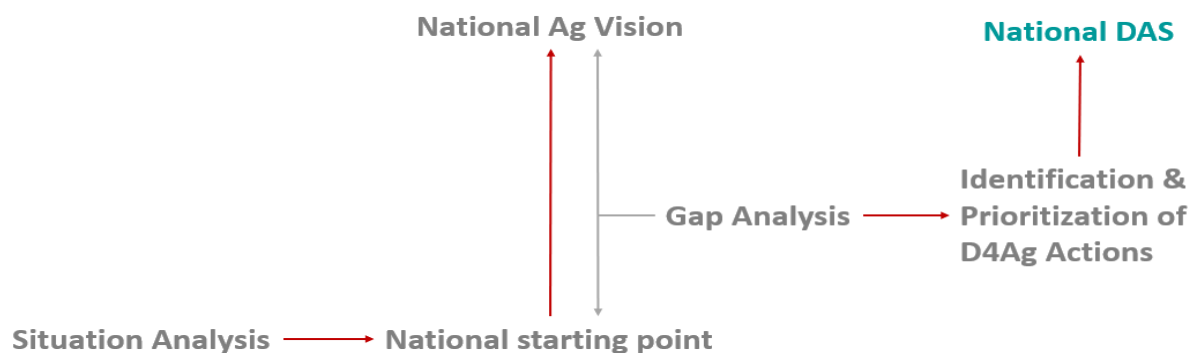 National Ag Vision
National DAS
Identification &
Prioritization of
D4Ag Actions
Gap Analysis
Situation Analysis
National starting point